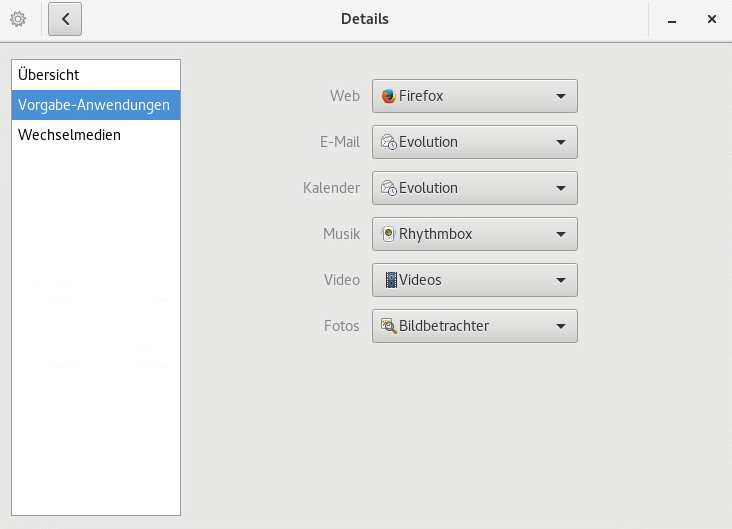 Details
Übersicht
Vorgabe-Anwendungen
Wechselmedien
Web Firefox
E-Mail Evolution
Kalender Evolution
Musik Rhythmbox
Video Videos
Fotos Bildbetrachter